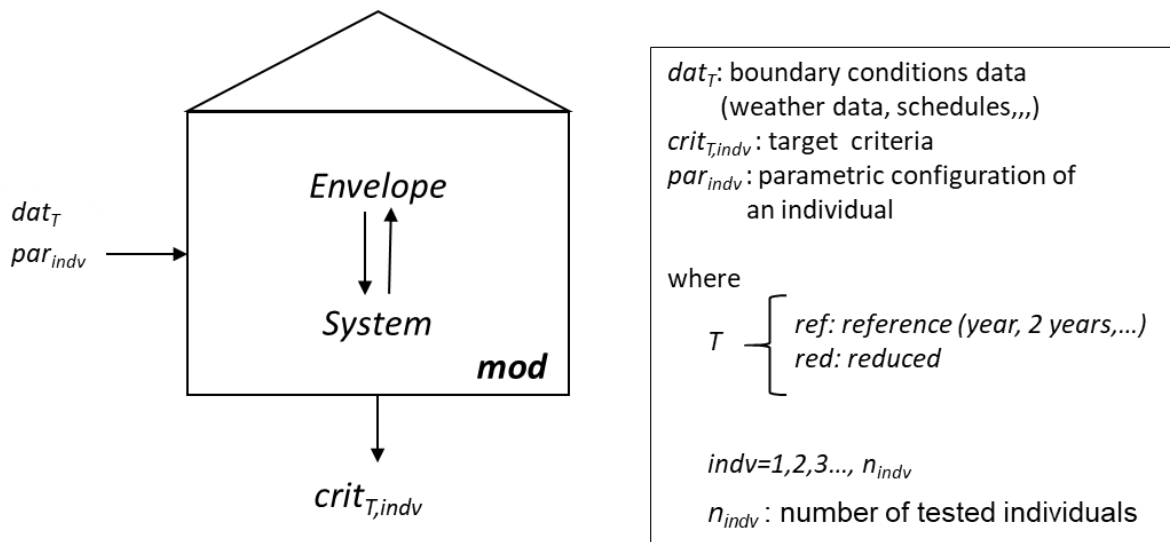 dat_T
par_indv
Envelope
System
mod
crit_T,indv
dat_T: boundary conditions data
(weather data, schedules,,,)
crit_T,indv : target criteria
par_indv : parametric configuration of
an individual
where
T
ref: reference (year, 2 years,...)
red: reduced
indv=1,2,3..., n_indv
n_indv : number of tested individuals